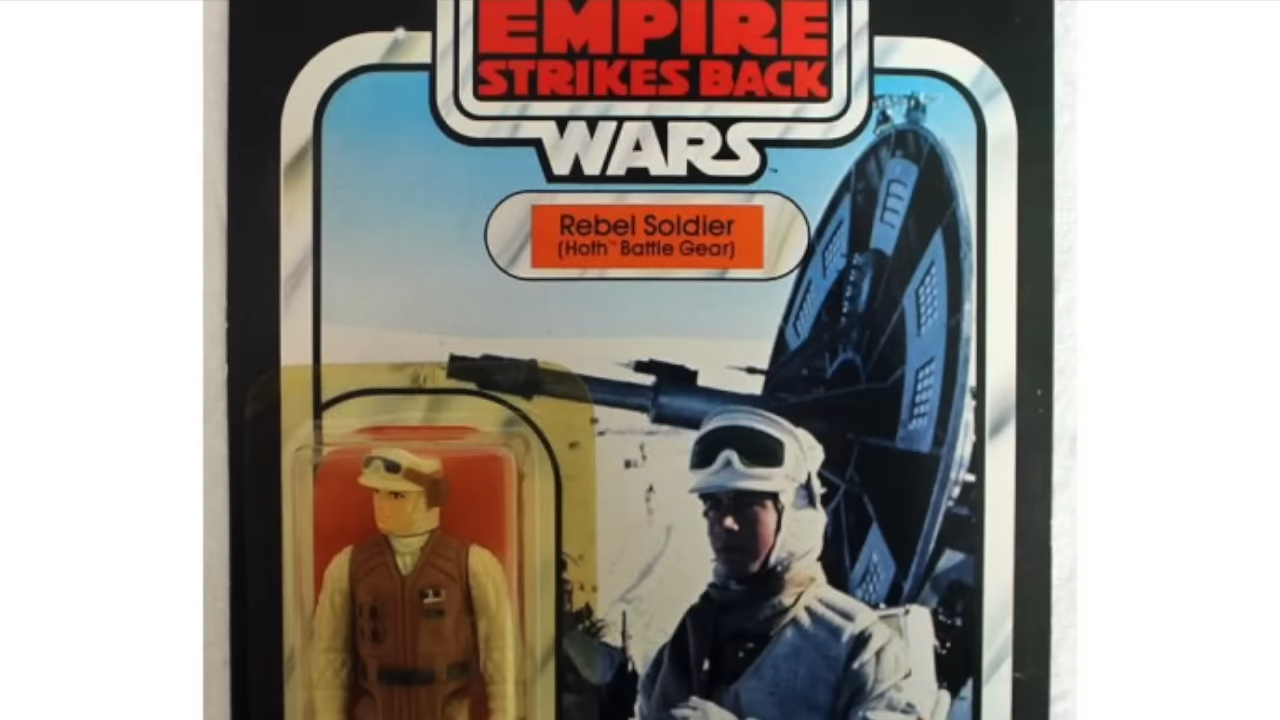 EMPIRE
STRIKES BACK
WARS
Rebel Soldier
(Hoth™ Battle Gear)